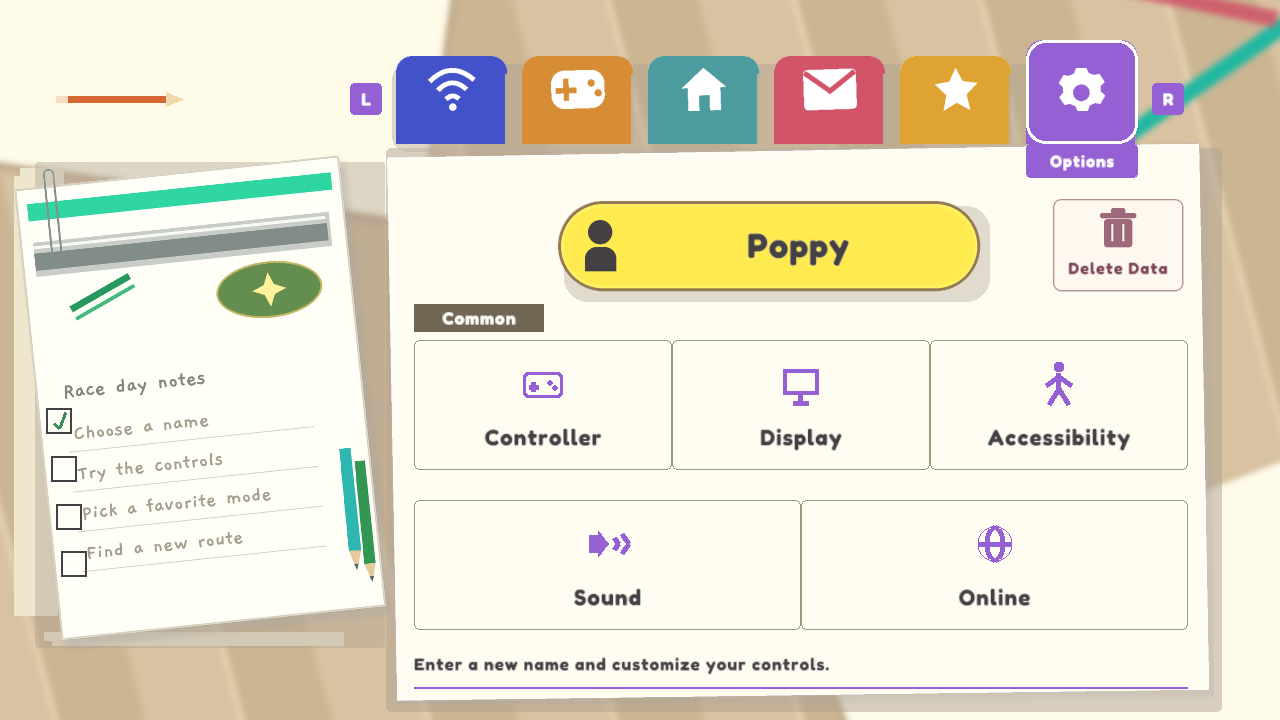 L
R
Options
Poppy
Delete Data
Common
Controller
Display
Accessibility
Sound
Online
Enter a new name and customize your controls.
Race day notes
Choose a name
Try the controls
Pick a favorite mode
Find a new route